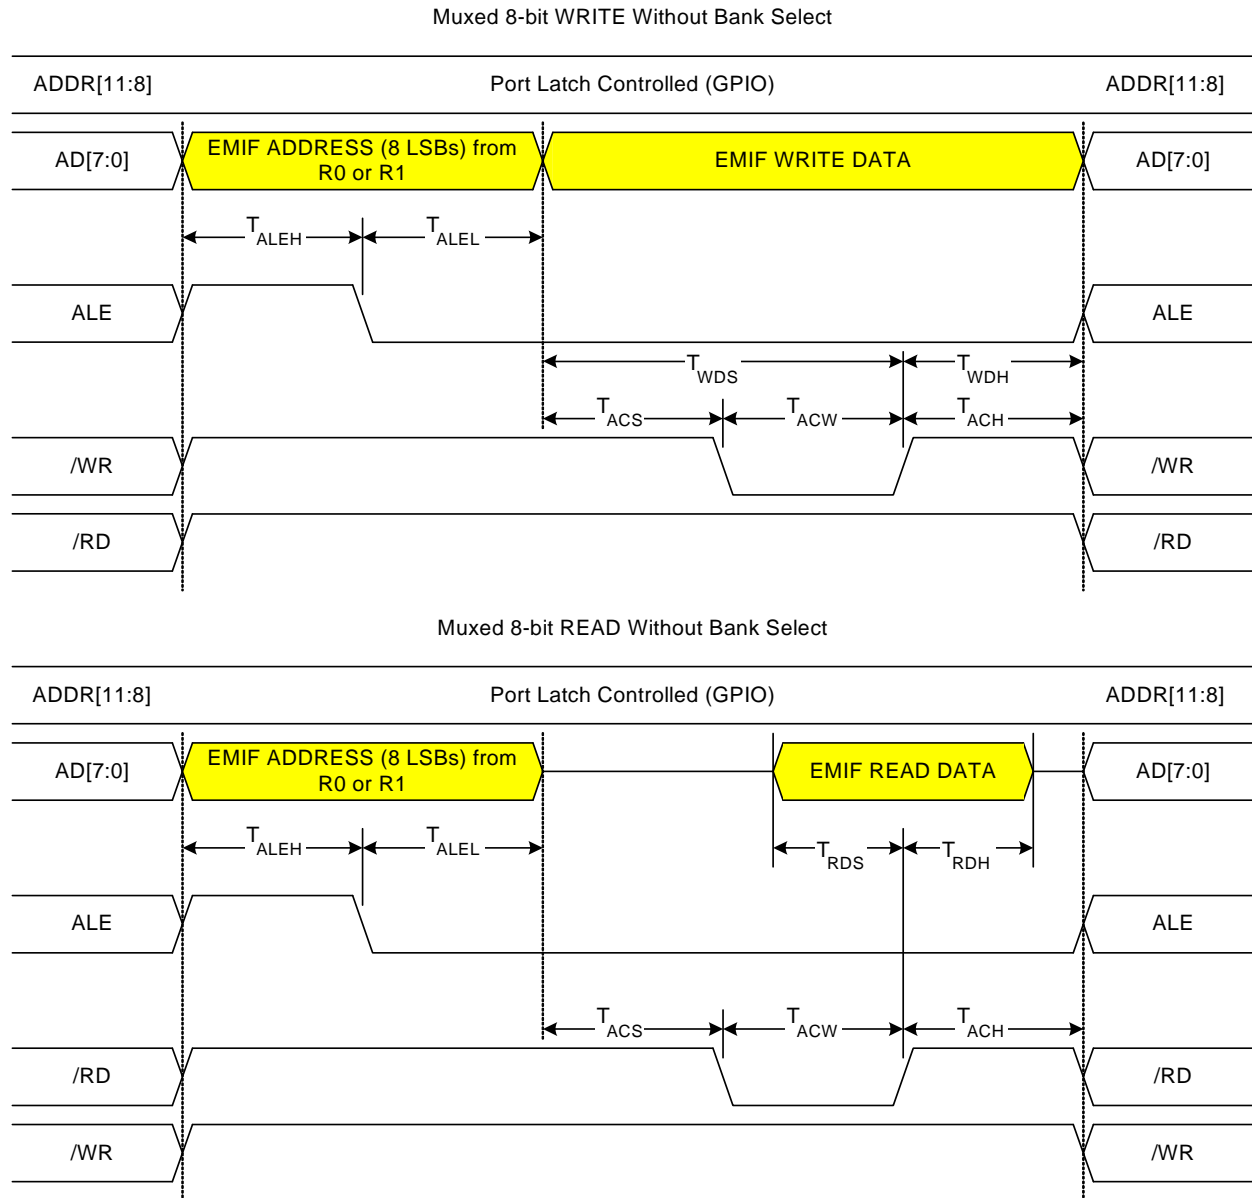 Muxed 8-bit WRITE Without Bank Select
ADDR[11:8] Port Latch Controlled (GPIO) ADDR[11:8]
AD[7:0] EMIF ADDRESS (8 LSBs) from R0 or R1 EMIF WRITE DATA AD[7:0]
TALEH TALEL
ALE ALE
TWDS TWDH
TACS TACW TACH
/WR /WR
/RD /RD
Muxed 8-bit READ Without Bank Select
ADDR[11:8] Port Latch Controlled (GPIO) ADDR[11:8]
AD[7:0] EMIF ADDRESS (8 LSBs) from R0 or R1 EMIF READ DATA AD[7:0]
TALEH TALEL TRDS TRDH
ALE ALE
TACS TACW TACH
/RD /RD
/WR /WR